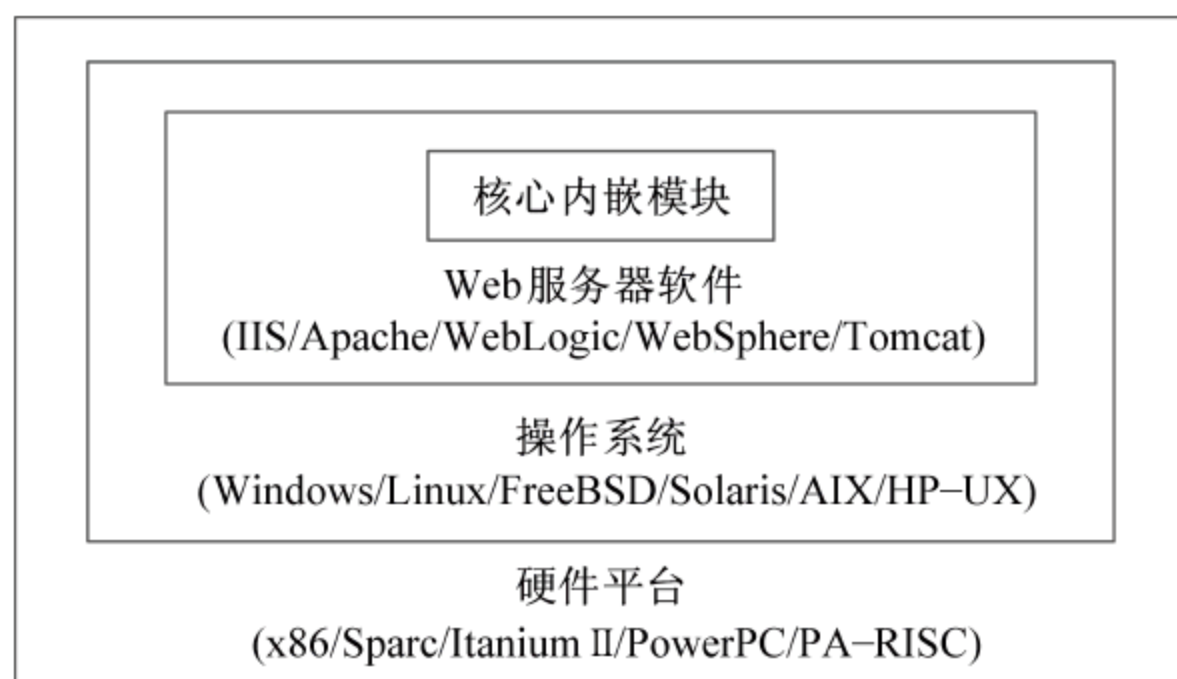 核心内嵌模块
Web服务器软件
(IIS/Apache/WebLogic/WebSphere/Tomcat)
操作系统
(Windows/Linux/FreeBSD/Solaris/AIX/HP–UX)
硬件平台
(x86/Sparc/Itanium Ⅱ/PowerPC/PA–RISC)